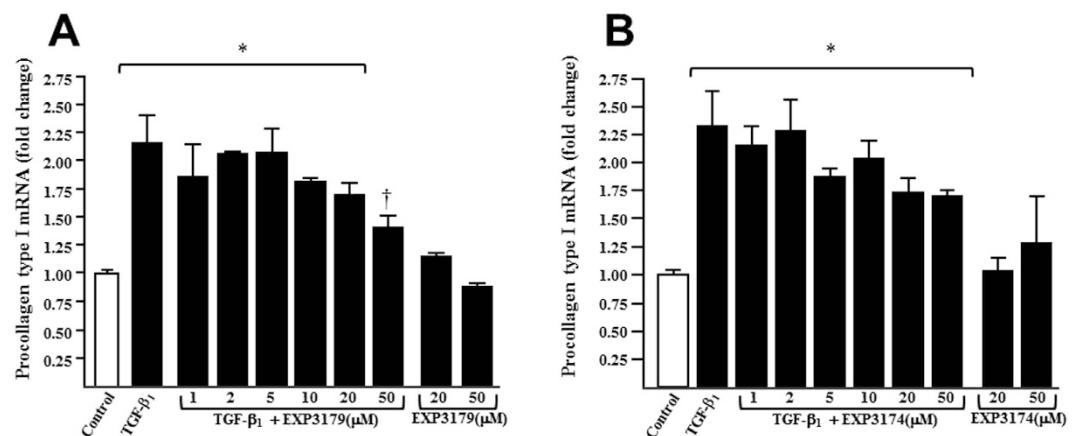 A
*
Procollagen type I mRNA (fold change)
2.75
2.50
2.25
2.00
1.75
1.50
1.25
1.00
0.75
0.50
0.25
†
Control
TGF-β₁
1 2 5 10 20 50 20 50
TGF-β₁ +EXP3179(μM) EXP3179(μM)
B
*
Procollagen type I mRNA (fold change)
2.75
2.50
2.25
2.00
1.75
1.50
1.25
1.00
0.75
0.50
0.25
Control
TGF-β₁
1 2 5 10 20 50 20 50
TGF-β₁ +EXP3174(μM) EXP3174(μM)